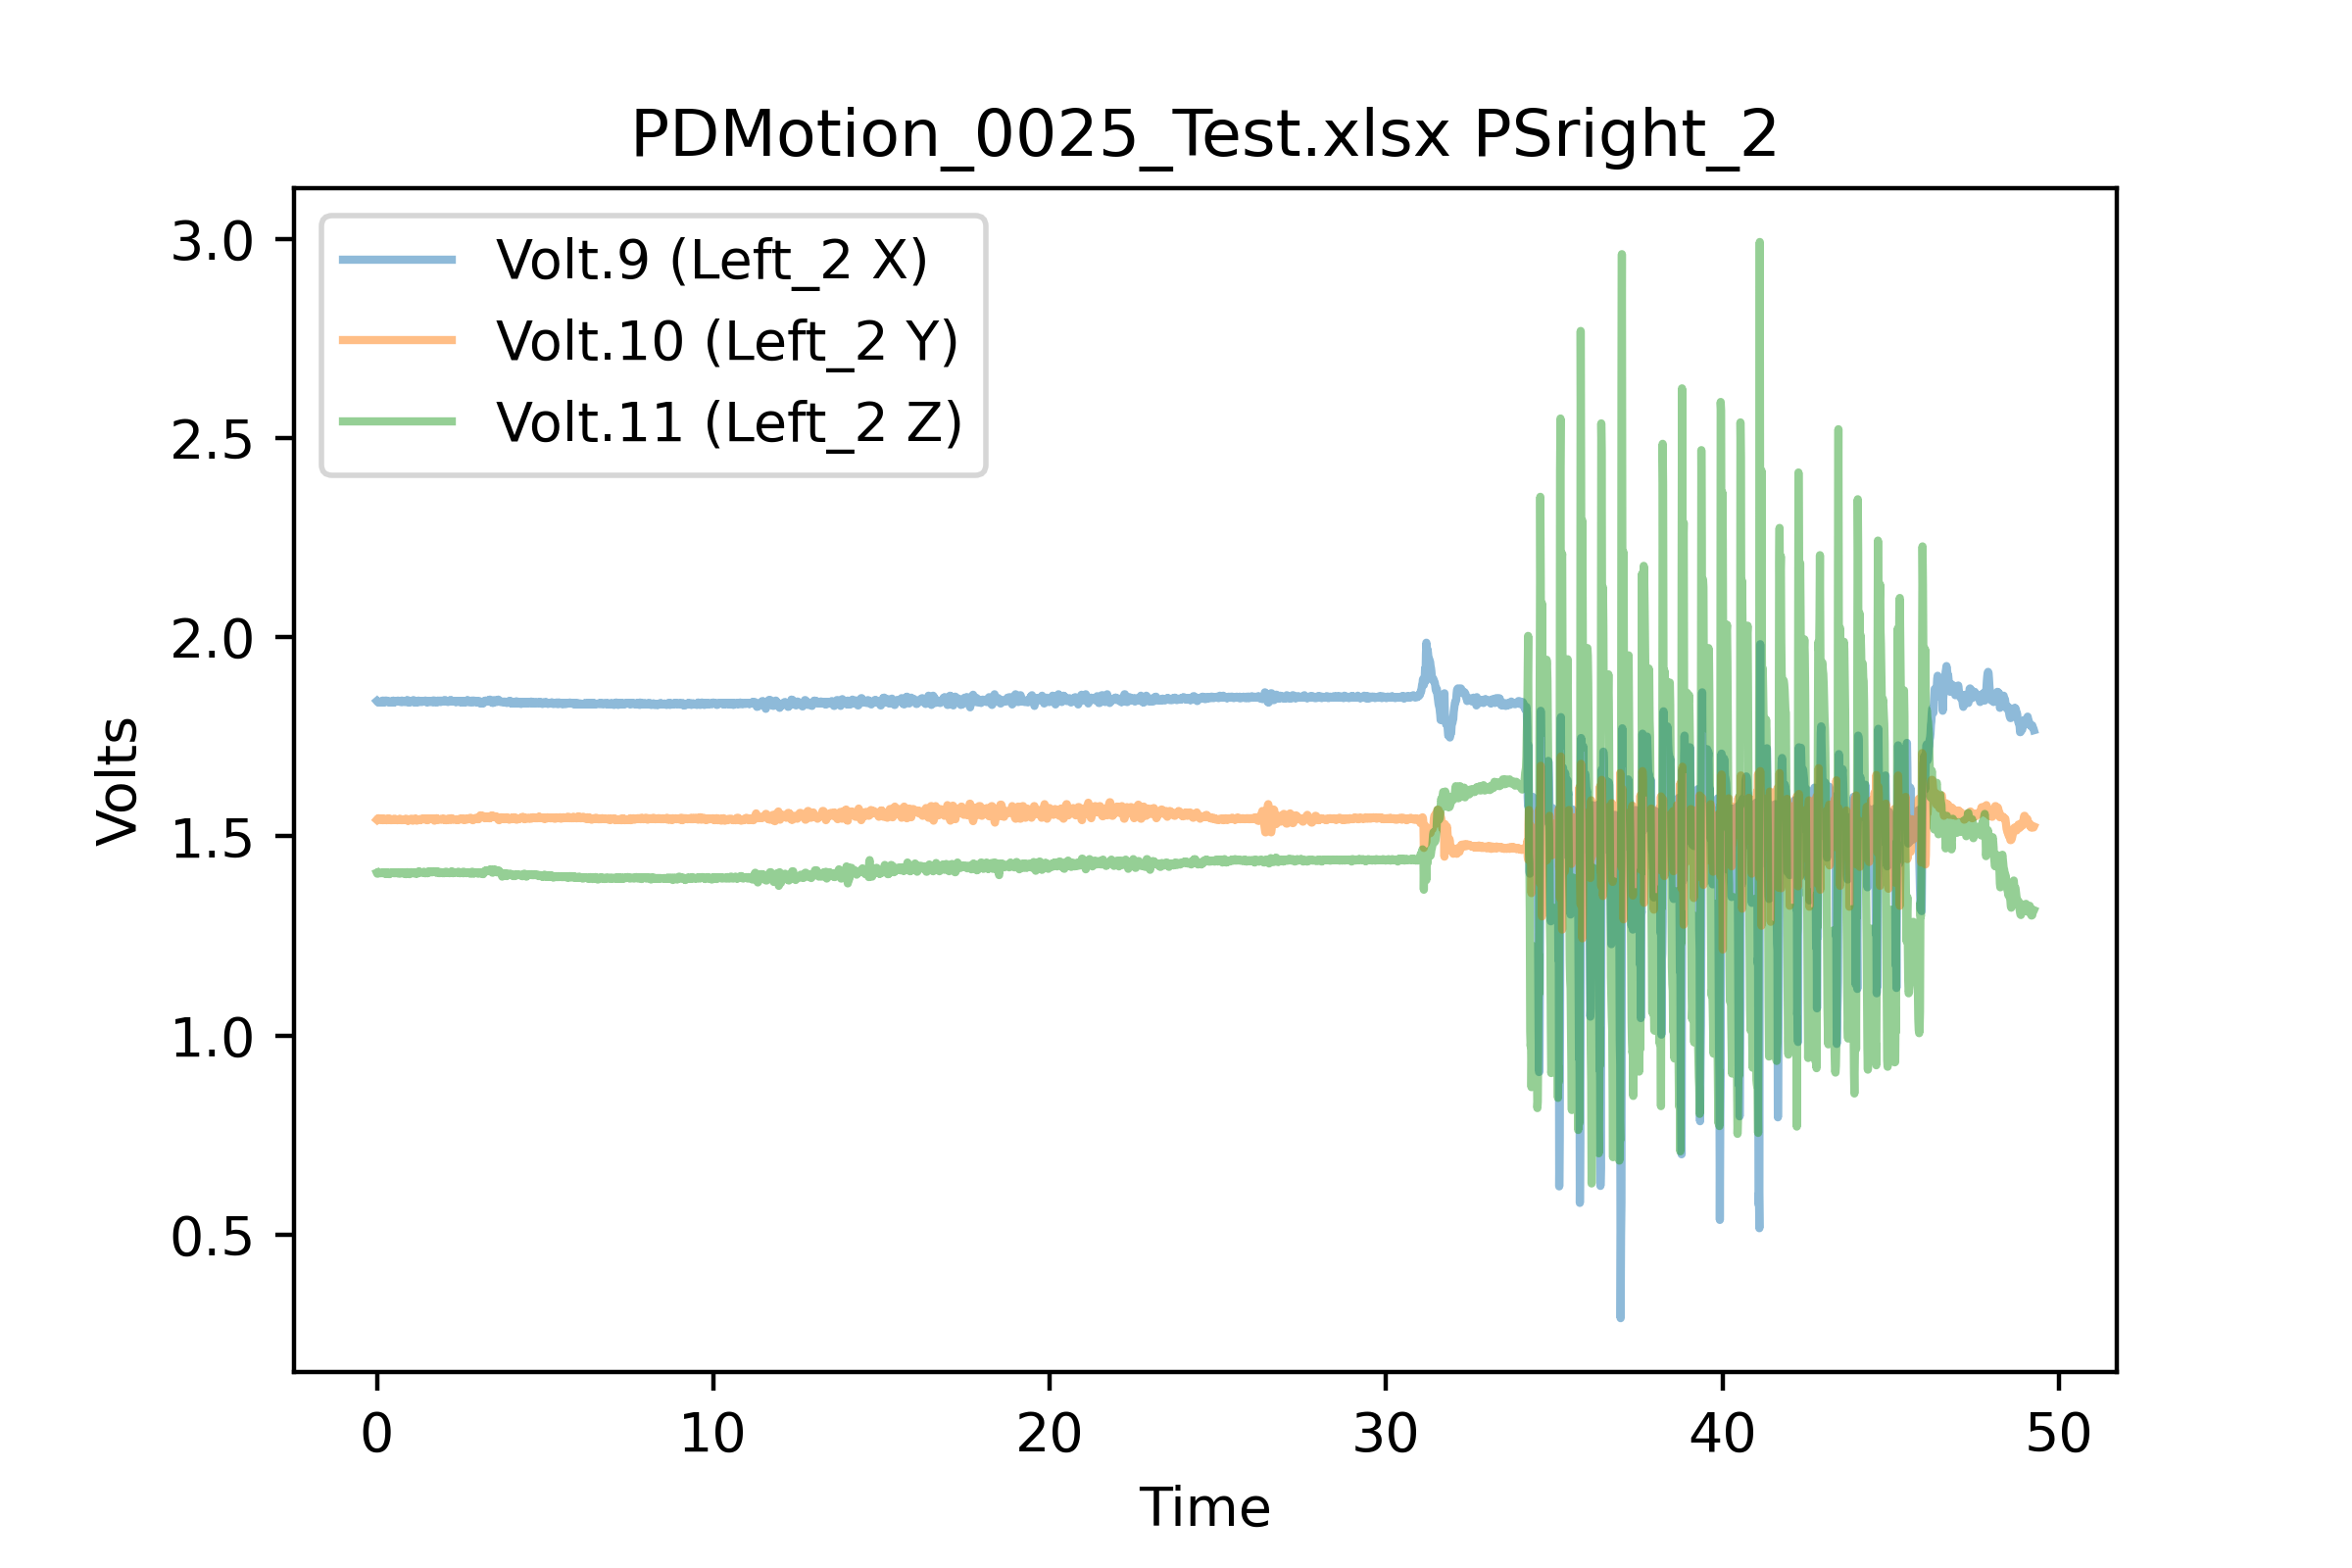 PDMotion_0025_Test.xlsx PSright_2
Volt.9 (Left_2 X)
Volt.10 (Left_2 Y)
Volt.11 (Left_2 Z)
3.0
2.5
2.0
1.5
1.0
0.5
Volts
0 10 20 30 40 50
Time